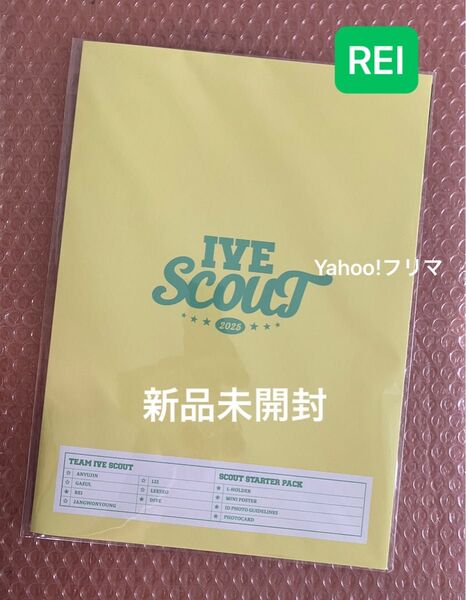 REI
IVE
SCOUT
2025
Yahoo!フリマ
新品未開封
TEAM IVE SCOUT
☆ ANYUJIN
☆ GAEUL
★ REI
☆ JANGWONYOUNG
☆ LIZ
☆ LEESEO
★ DIVE
SCOUT STARTER PACK
★ L-HOLDER
★ MINI POSTER
★ ID PHOTO GUIDELINES
★ PHOTOCARD